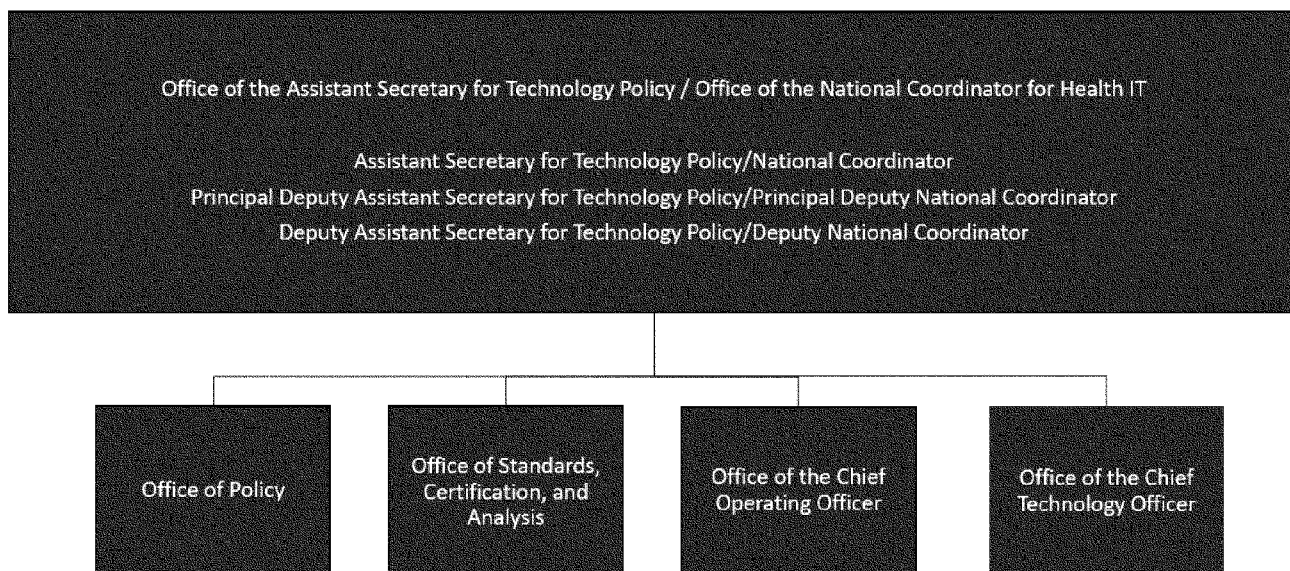 Office of the Assistant Secretary for Technology Policy / Office of the National Coordinator for Health IT
Assistant Secretary for Technology Policy/National Coordinator
Principal Deputy Assistant Secretary for Technology Policy/Principal Deputy National Coordinator
Deputy Assistant Secretary for Technology Policy/Deputy National Coordinator
Office of Policy
Office of Standards,
Certification, and
Analysis
Office of the Chief
Operating Officer
Office of the Chief
Technology Officer